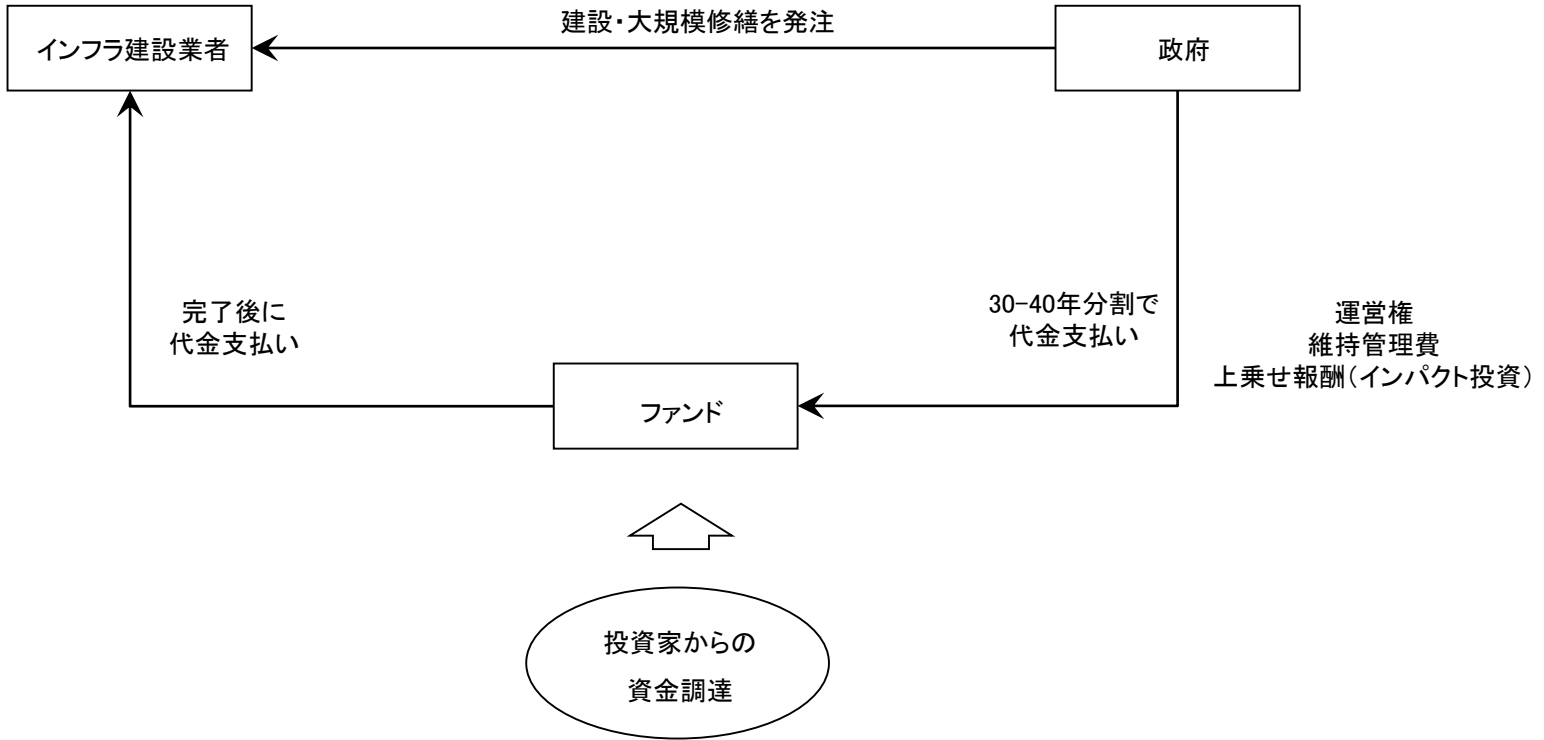 建設・大規模修繕を発注
インフラ建設業者
政府
完了後に
代金支払い
30-40年分割で
代金支払い
運営権
維持管理費
上乗せ報酬(インパクト投資)
ファンド
投資家からの
資金調達